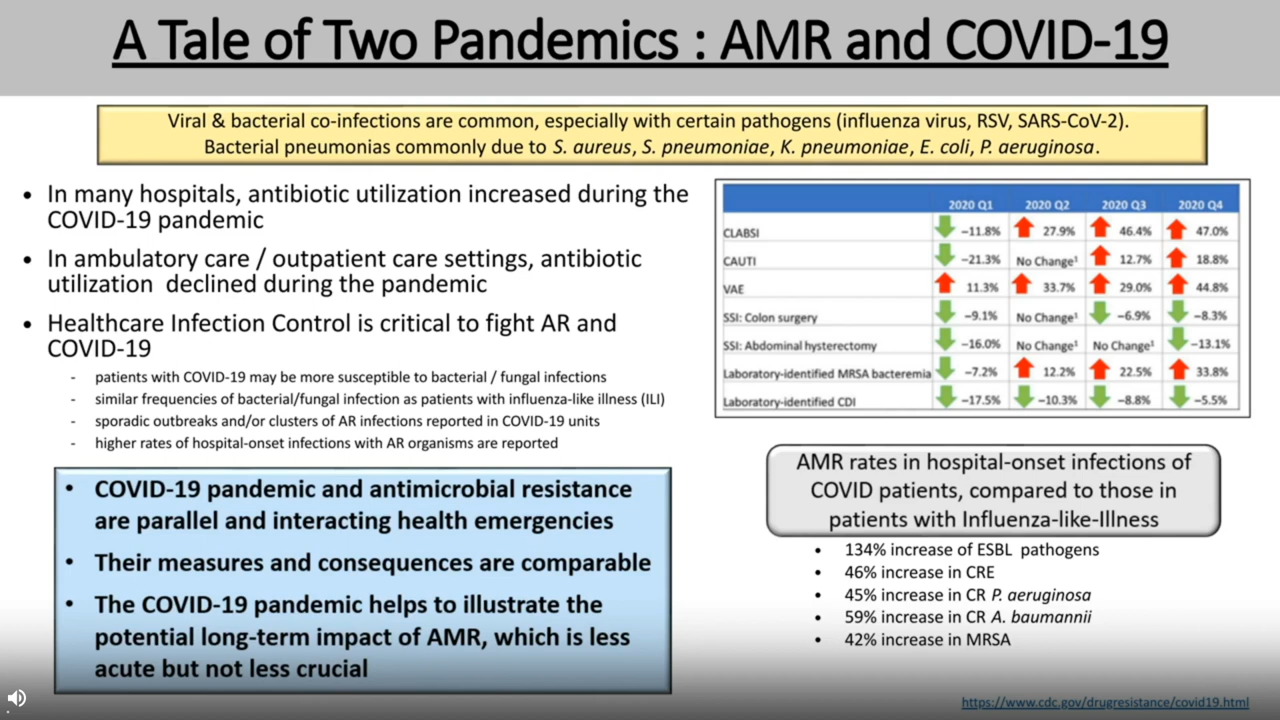 A Tale of Two Pandemics : AMR and COVID-19
Viral & bacterial co-infections are common, especially with certain pathogens (influenza virus, RSV, SARS-CoV-2).
Bacterial pneumonias commonly due to S. aureus, S. pneumoniae, K. pneumoniae, E. coli, P. aeruginosa.
• In many hospitals, antibiotic utilization increased during the
COVID-19 pandemic
• In ambulatory care / outpatient care settings, antibiotic
utilization declined during the pandemic
• Healthcare Infection Control is critical to fight AR and
COVID-19
- patients with COVID-19 may be more susceptible to bacterial / fungal infections
- similar frequencies of bacterial/fungal infection as patients with influenza-like illness (ILI)
- sporadic outbreaks and/or clusters of AR infections reported in COVID-19 units
- higher rates of hospital-onset infections with AR organisms are reported
• COVID-19 pandemic and antimicrobial resistance
are parallel and interacting health emergencies
• Their measures and consequences are comparable
• The COVID-19 pandemic helps to illustrate the
potential long-term impact of AMR, which is less
acute but not less crucial
2020 Q1 2020 Q2 2020 Q3 2020 Q4
CLABSI -11.8% 27.9% 46.4% 47.0%
CAUTI -21.3% No Change¹ 12.7% 18.8%
VAE 11.3% 33.7% 29.0% 44.8%
SSI: Colon surgery -9.1% No Change¹ -6.9% -8.3%
SSI: Abdominal hysterectomy -16.0% No Change¹ No Change¹ -13.1%
Laboratory-identified MRSA bacteremia -7.2% 12.2% 22.5% 33.8%
Laboratory-identified CDI -17.5% -10.3% -8.8% -5.5%
AMR rates in hospital-onset infections of
COVID patients, compared to those in
patients with Influenza-like-Illness
• 134% increase of ESBL pathogens
• 46% increase in CRE
• 45% increase in CR P. aeruginosa
• 59% increase in CR A. baumannii
• 42% increase in MRSA
https://www.cdc.gov/drugresistance/covid19.html